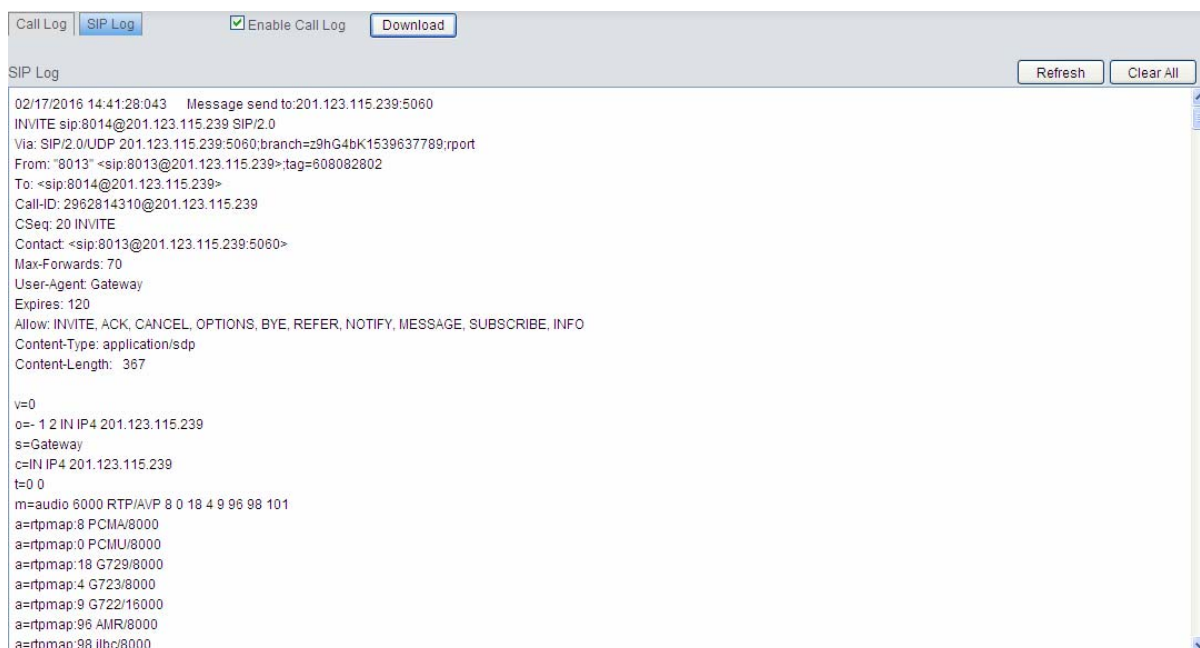 Call Log SIP Log Enable Call Log Download
SIP Log Refresh Clear All
02/17/2016 14:41:28:043 Message send to:201.123.115.239:5060
INVITE sip:8014@201.123.115.239 SIP/2.0
Via: SIP/2.0/UDP 201.123.115.239:5060;branch=z9hG4bK1539637789;rport
From: "8013" <sip:8013@201.123.115.239>;tag=608082802
To: <sip:8014@201.123.115.239>
Call-ID: 2962814310@201.123.115.239
CSeq: 20 INVITE
Contact: <sip:8013@201.123.115.239:5060>
Max-Forwards: 70
User-Agent: Gateway
Expires: 120
Allow: INVITE, ACK, CANCEL, OPTIONS, BYE, REFER, NOTIFY, MESSAGE, SUBSCRIBE, INFO
Content-Type: application/sdp
Content-Length: 367
v=0
o=- 1 2 IN IP4 201.123.115.239
s=Gateway
c=IN IP4 201.123.115.239
t=0 0
m=audio 6000 RTP/AVP 8 0 18 4 9 96 98 101
a=rtpmap:8 PCMA/8000
a=rtpmap:0 PCMU/8000
a=rtpmap:18 G729/8000
a=rtpmap:4 G723/8000
a=rtpmap:9 G722/16000
a=rtpmap:96 AMR/8000
a=rtpmap:98 ilbc/8000